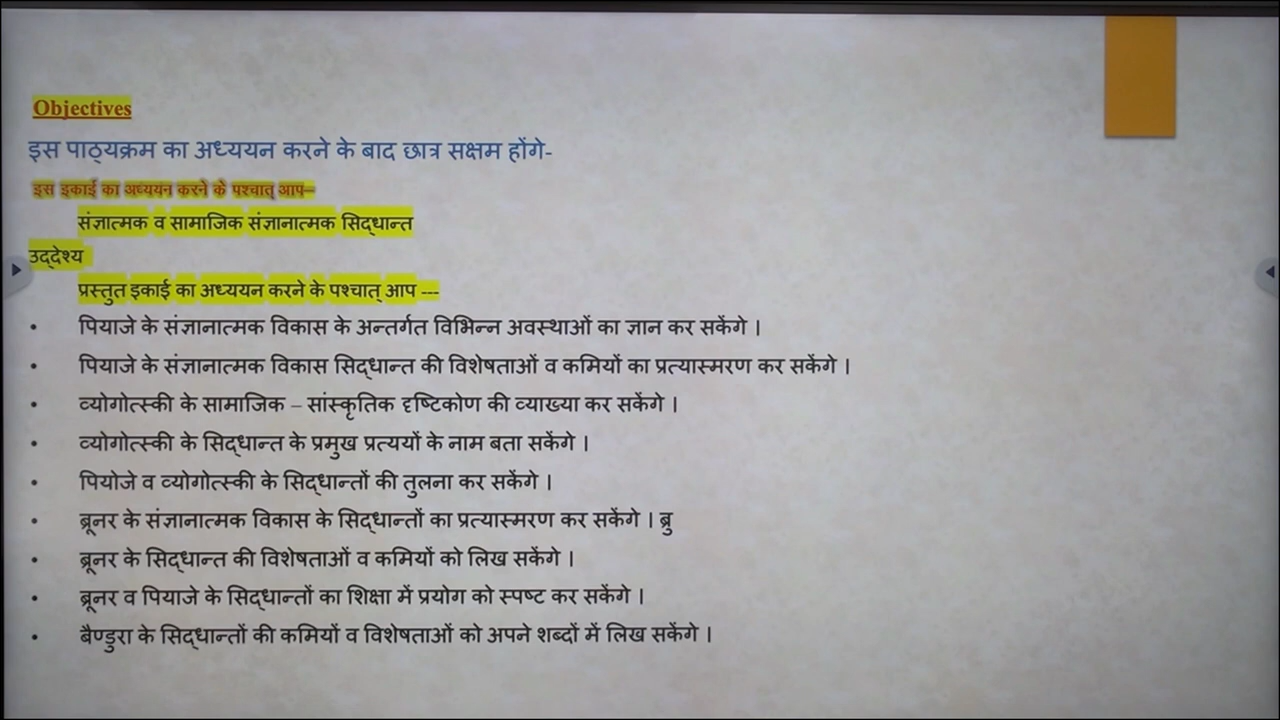 Objectives
इस पाठ्यक्रम का अध्ययन करने के बाद छात्र सक्षम होंगे-
इस इकाई का अध्ययन करने के पश्चात् आप–
संज्ञात्मक व सामाजिक संज्ञानात्मक सिद्धान्त
उद्देश्य
प्रस्तुत इकाई का अध्ययन करने के पश्चात् आप ---
• पियाजे के संज्ञानात्मक विकास के अन्तर्गत विभिन्न अवस्थाओं का ज्ञान कर सकेंगे ।
• पियाजे के संज्ञानात्मक विकास सिद्धान्त की विशेषताओं व कमियों का प्रत्यास्मरण कर सकेंगे ।
• व्योगोत्स्की के सामाजिक – सांस्कृतिक दृष्टिकोण की व्याख्या कर सकेंगे ।
• व्योगोत्स्की के सिद्धान्त के प्रमुख प्रत्ययों के नाम बता सकेंगे ।
• पियोजे व व्योगोत्स्की के सिद्धान्तों की तुलना कर सकेंगे ।
• ब्रूनर के संज्ञानात्मक विकास के सिद्धान्तों का प्रत्यास्मरण कर सकेंगे । ब्रु
• ब्रूनर के सिद्धान्त की विशेषताओं व कमियों को लिख सकेंगे ।
• ब्रूनर व पियाजे के सिद्धान्तों का शिक्षा में प्रयोग को स्पष्ट कर सकेंगे ।
• बैण्डुरा के सिद्धान्तों की कमियों व विशेषताओं को अपने शब्दों में लिख सकेंगे ।